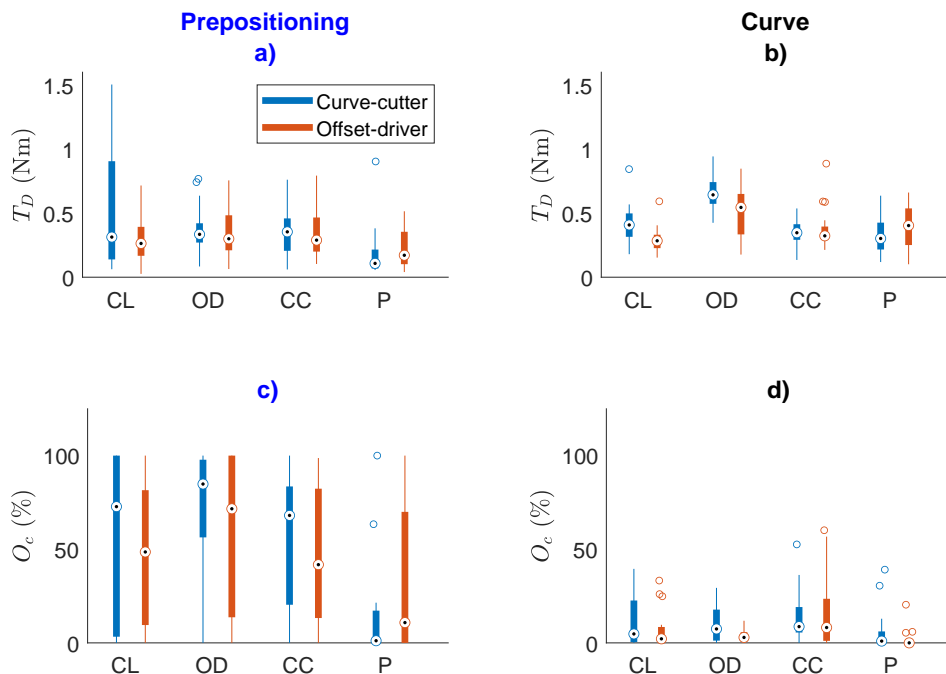 Prepositioning
a)
1.5
1
0.5
0
T_D (Nm)
CL OD CC P
Curve-cutter
Offset-driver
Curve
b)
1.5
1
0.5
0
T_D (Nm)
CL OD CC P
c)
100
50
0
O_c (%)
CL OD CC P
d)
100
50
0
O_c (%)
CL OD CC P